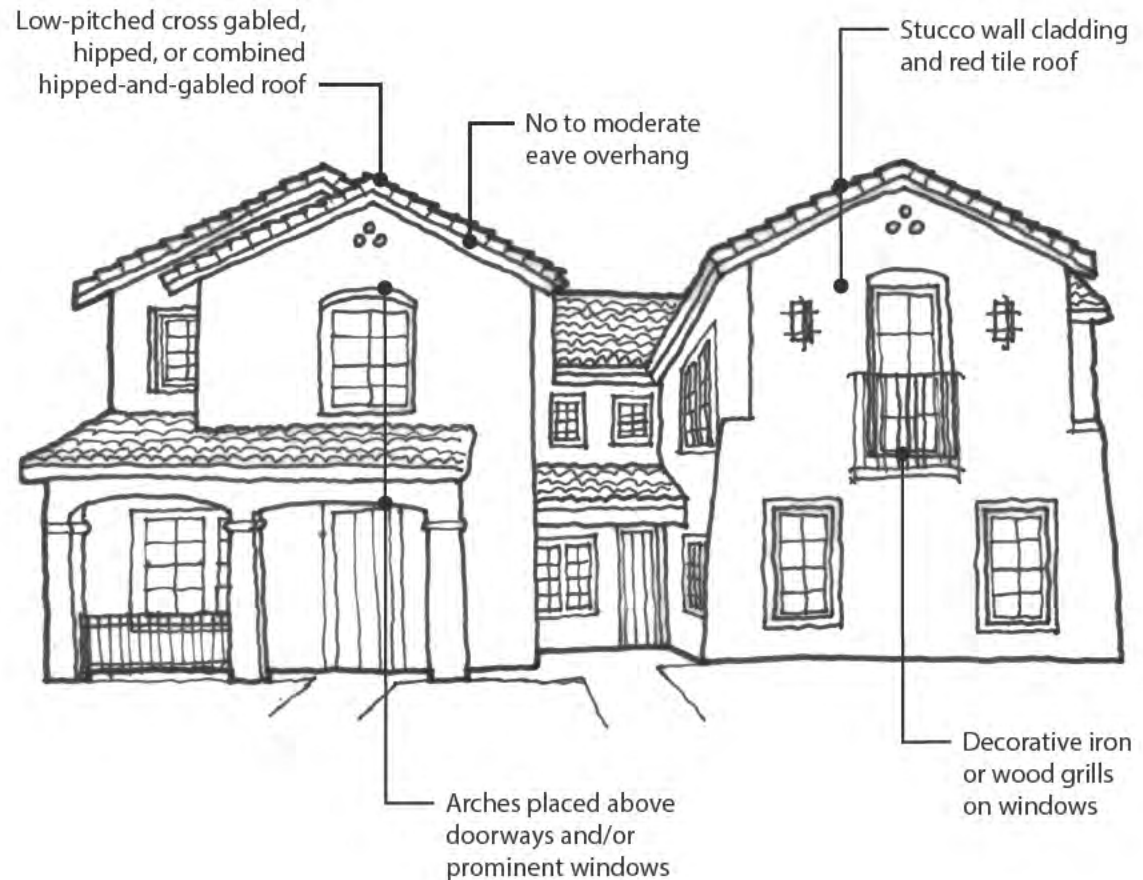 Low-pitched cross gabled,
hipped, or combined
hipped-and-gabled roof
Stucco wall cladding
and red tile roof
No to moderate
eave overhang
Decorative iron
or wood grills
on windows
Arches placed above
doorways and/or
prominent windows